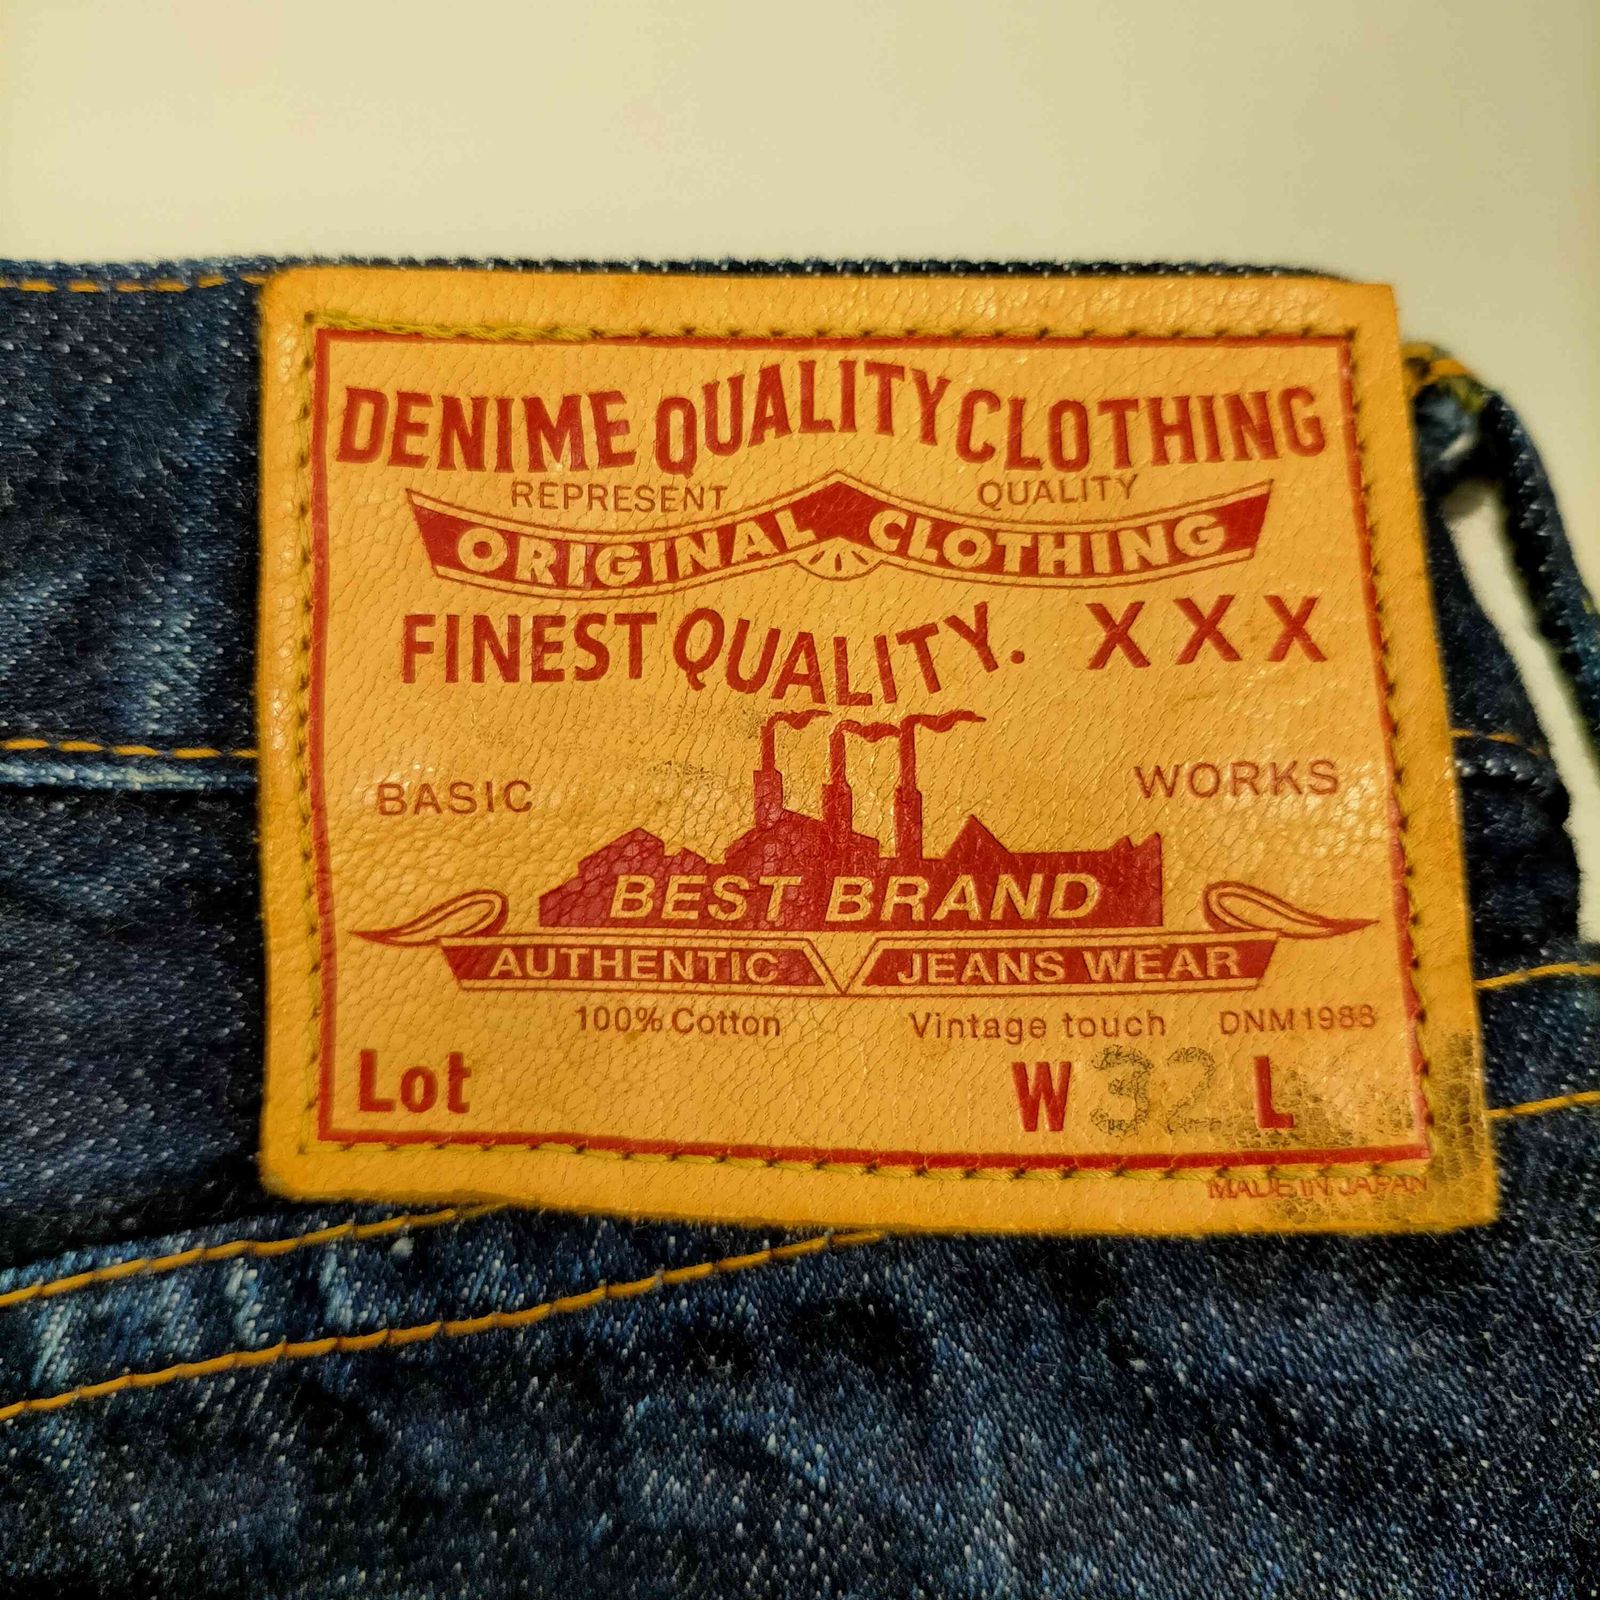 DENIME QUALITY CLOTHING
REPRESENT QUALITY
ORIGINAL CLOTHING
FINEST QUALITY. XXX
BASIC WORKS
BEST BRAND
AUTHENTIC JEANS WEAR
100% Cotton Vintage touch DNM1988
Lot W 32 L
MADE IN JAPAN